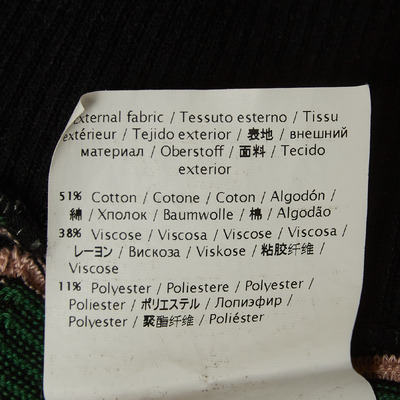 External fabric / Tessuto esterno / Tissu
extérieur / Tejido exterior / 表地 / внешний
материал / Oberstoff / 面料 / Tecido
exterior
51% Cotton / Cotone / Coton / Algodón /
綿 / Хполок / Baumwolle / 棉 / Algodão
38% Viscose / Viscosa / Viscose / Viscosa /
レーヨン / Вискоза / Viskose / 粘胶纤维 /
Viscose
11% Polyester / Poliestere / Polyester /
Poliester / ポリエステル / Лопиэфир /
Polyester / 聚酯纤维 / Poliéster